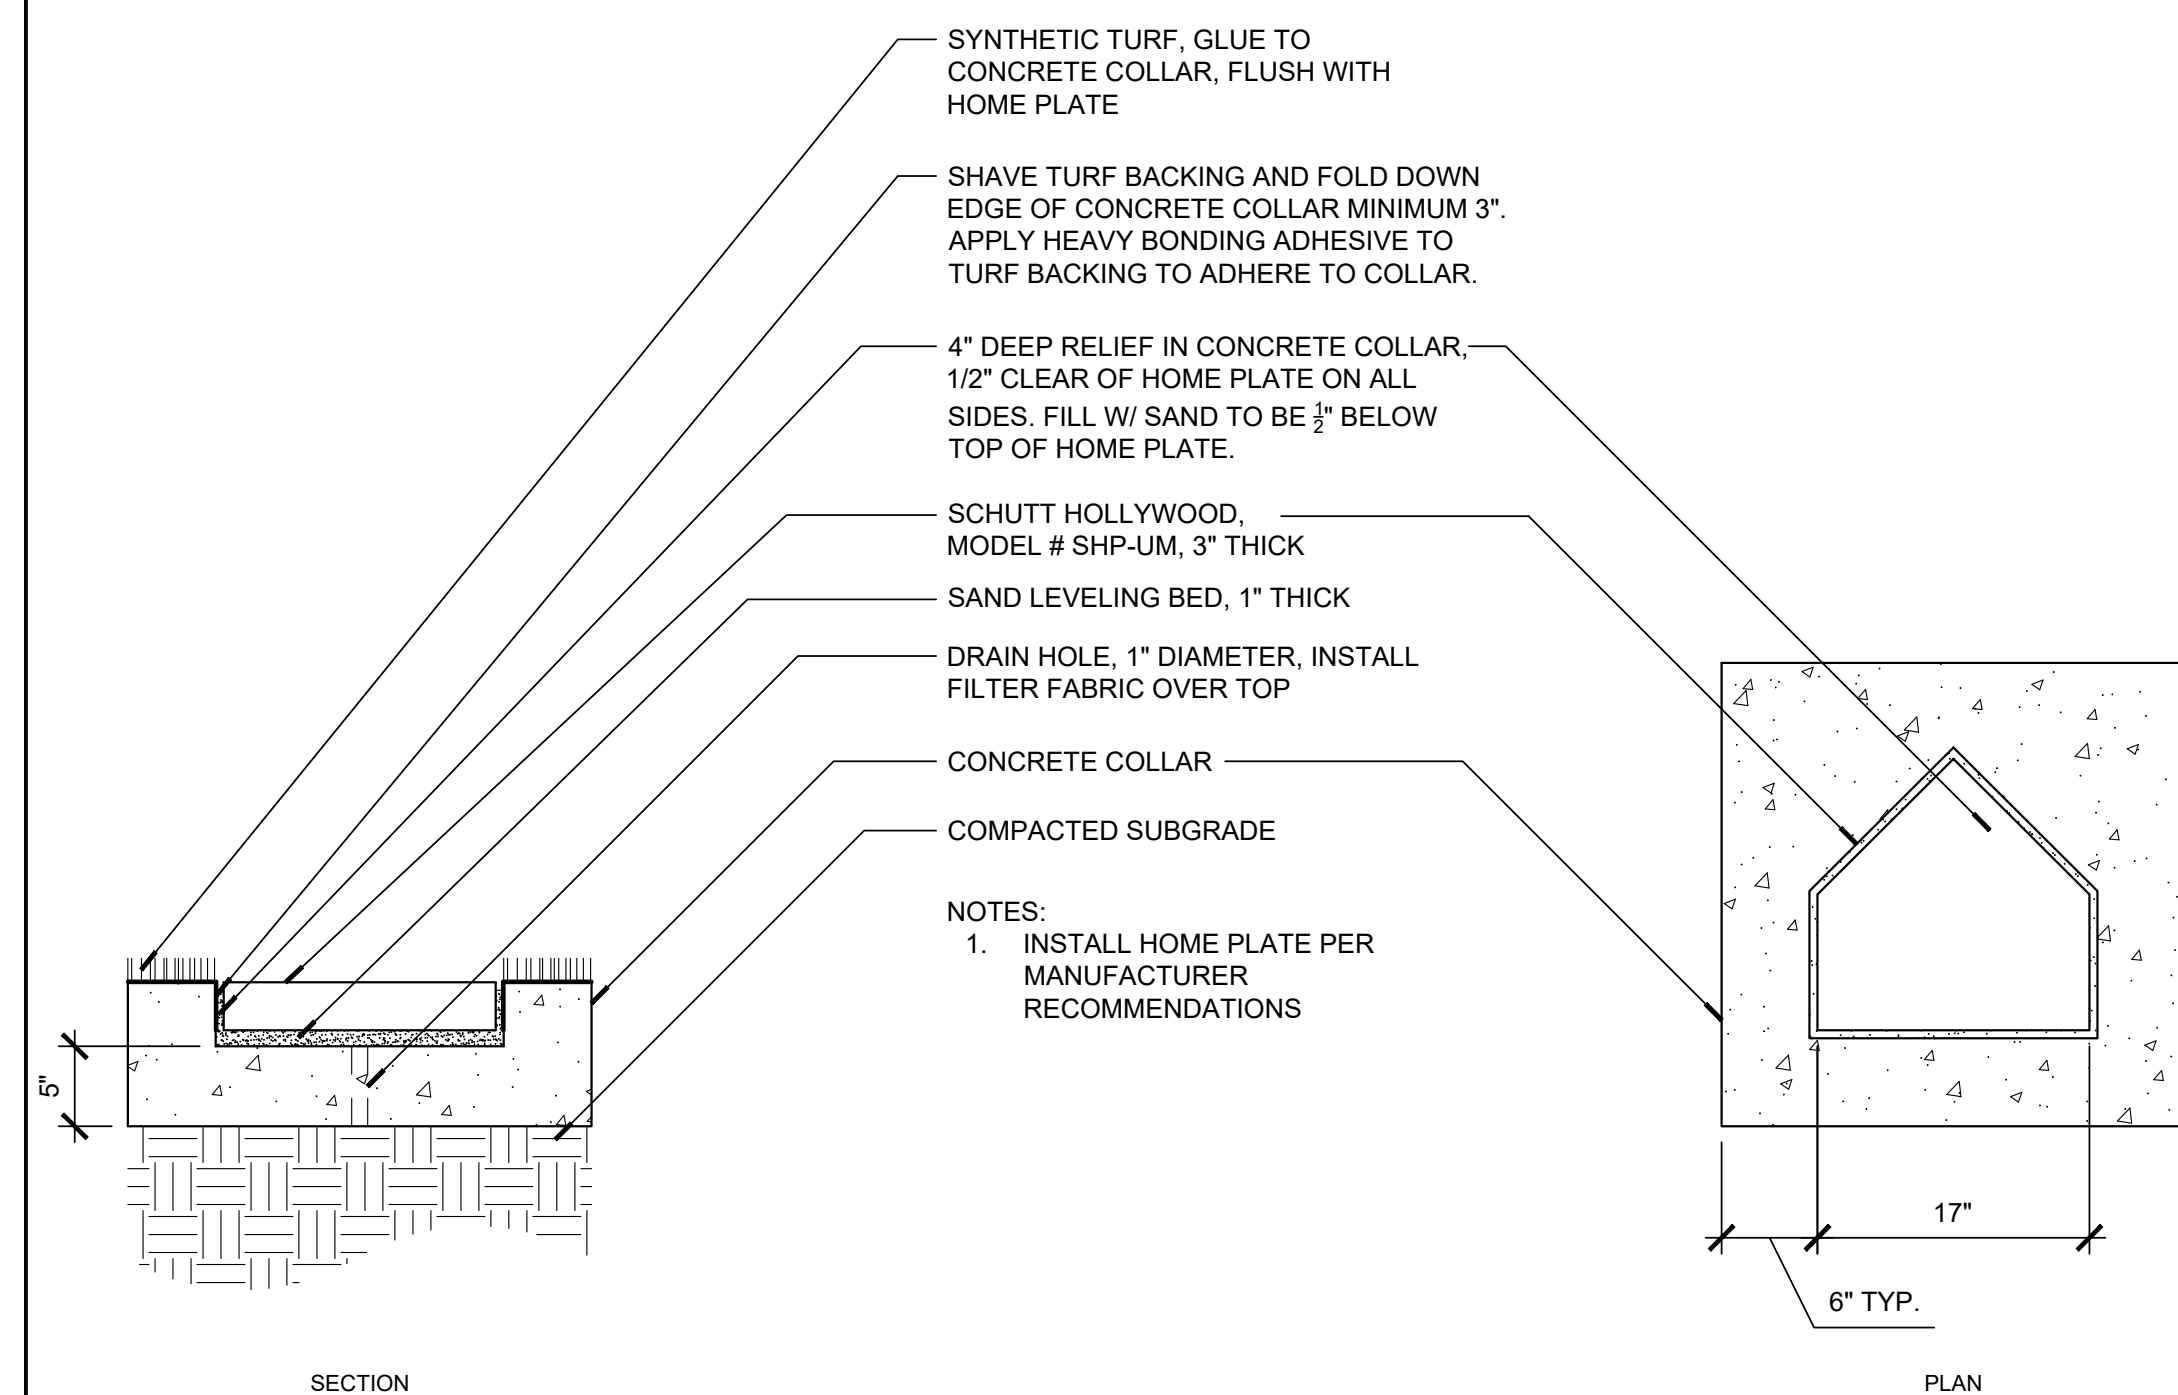 SYNTHETIC TURF, GLUE TO
CONCRETE COLLAR, FLUSH WITH
HOME PLATE
SHAVE TURF BACKING AND FOLD DOWN
EDGE OF CONCRETE COLLAR MINIMUM 3".
APPLY HEAVY BONDING ADHESIVE TO
TURF BACKING TO ADHERE TO COLLAR.
4" DEEP RELIEF IN CONCRETE COLLAR,
1/2" CLEAR OF HOME PLATE ON ALL
SIDES. FILL W/ SAND TO BE ½" BELOW
TOP OF HOME PLATE.
SCHUTT HOLLYWOOD,
MODEL # SHP-UM, 3" THICK
SAND LEVELING BED, 1" THICK
DRAIN HOLE, 1" DIAMETER, INSTALL
FILTER FABRIC OVER TOP
CONCRETE COLLAR
COMPACTED SUBGRADE
NOTES:
1. INSTALL HOME PLATE PER
MANUFACTURER
RECOMMENDATIONS
5"
17"
6" TYP.
SECTION
PLAN